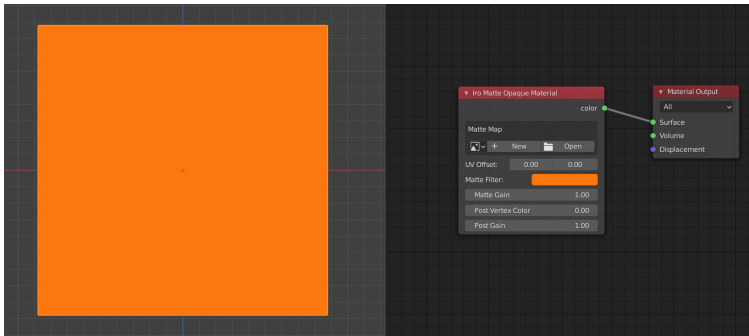 Iro Matte Opaque Material
color
Matte Map
New Open
UV Offset: 0.00 0.00
Matte Filter:
Matte Gain 1.00
Post Vertex Color 0.00
Post Gain 1.00
Material Output
All
Surface
Volume
Displacement